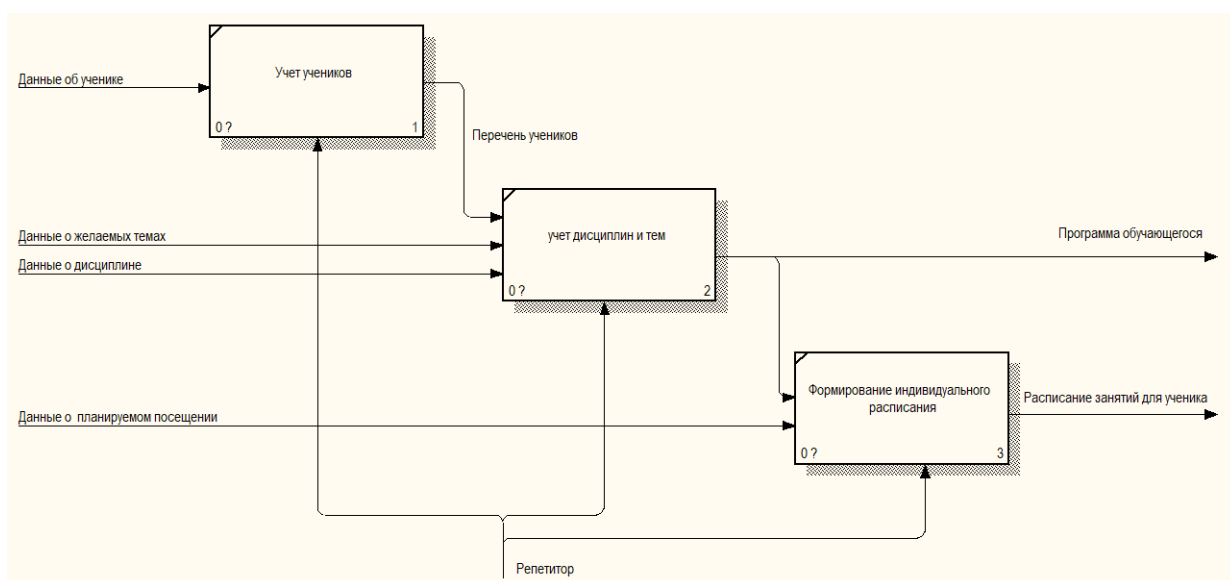 Учет учеников
Данные об ученике
0 ?
1
Перечень учеников
учет дисциплин и тем
Данные о желаемых темах
Программа обучающегося
Данные о дисциплине
0 ?
2
Формирование индивидуального
расписания
Расписание занятий для ученика
Данные о планируемом посещении
0 ?
3
Репетитор